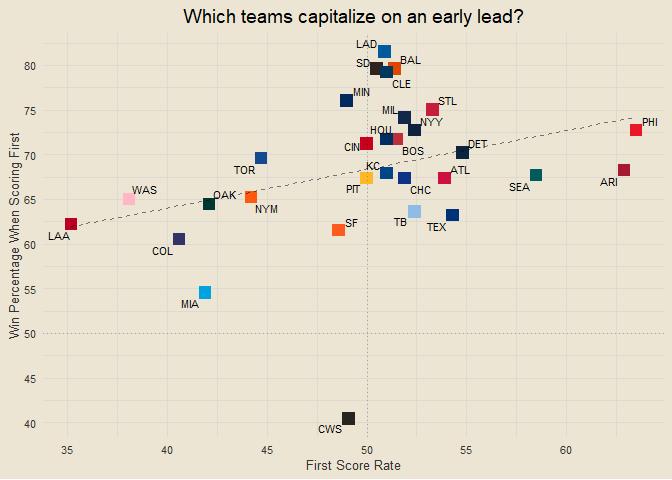 Which teams capitalize on an early lead?
Win Percentage When Scoring First
80
75
70
65
60
55
50
45
40
LAD
SD
BAL
CLE
MIN
STL
MIL
NYY
PHI
HOU
CIN
BOS
DET
TOR
KC
ATL
ARI
SEA
PIT
CHC
WAS
OAK
NYM
TB
TEX
LAA
SF
COL
MIA
CWS
35
40
45
50
55
60
First Score Rate